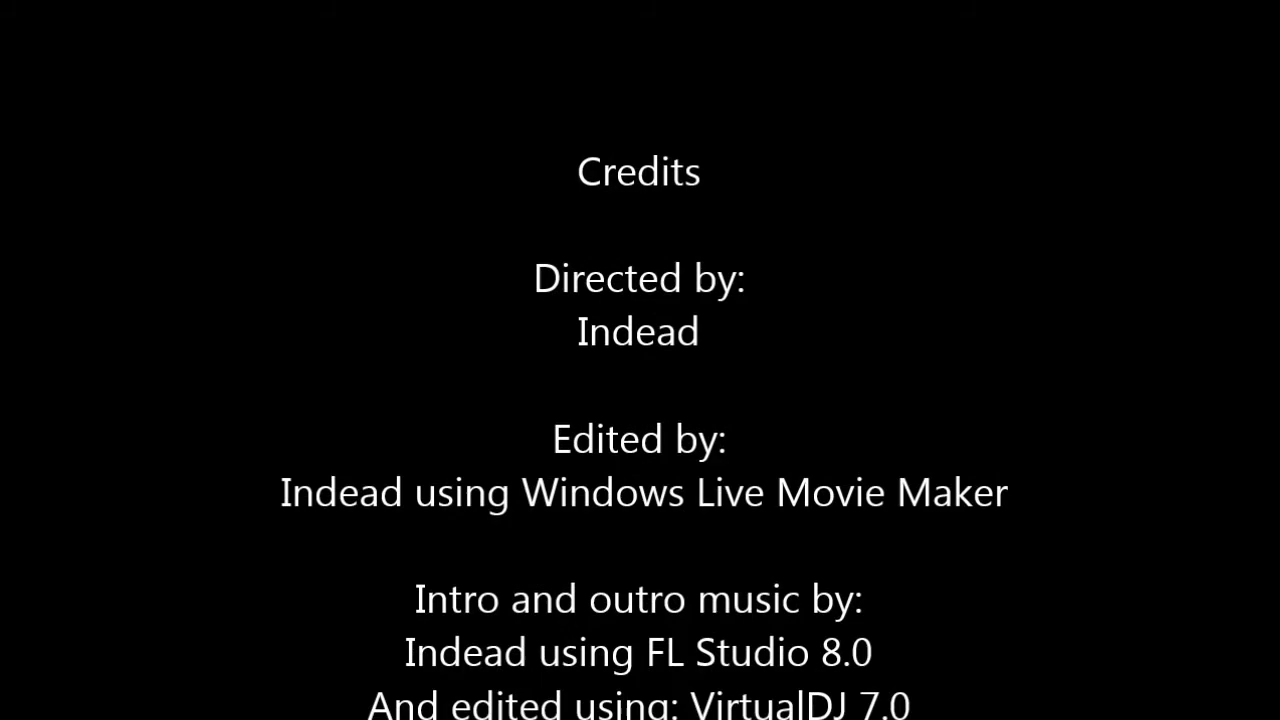 Credits
Directed by:
Indead
Edited by:
Indead using Windows Live Movie Maker
Intro and outro music by:
Indead using FL Studio 8.0
And edited using: VirtualDJ 7.0